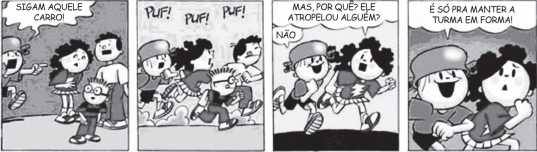 SIGAM AQUELE
CARRO!
PUF!
PUF!
PUF!
MAS, POR QUÊ? ELE
ATROPELOU ALGUÉM?
NÃO
É SÓ PRA MANTER A
TURMA EM FORMA!